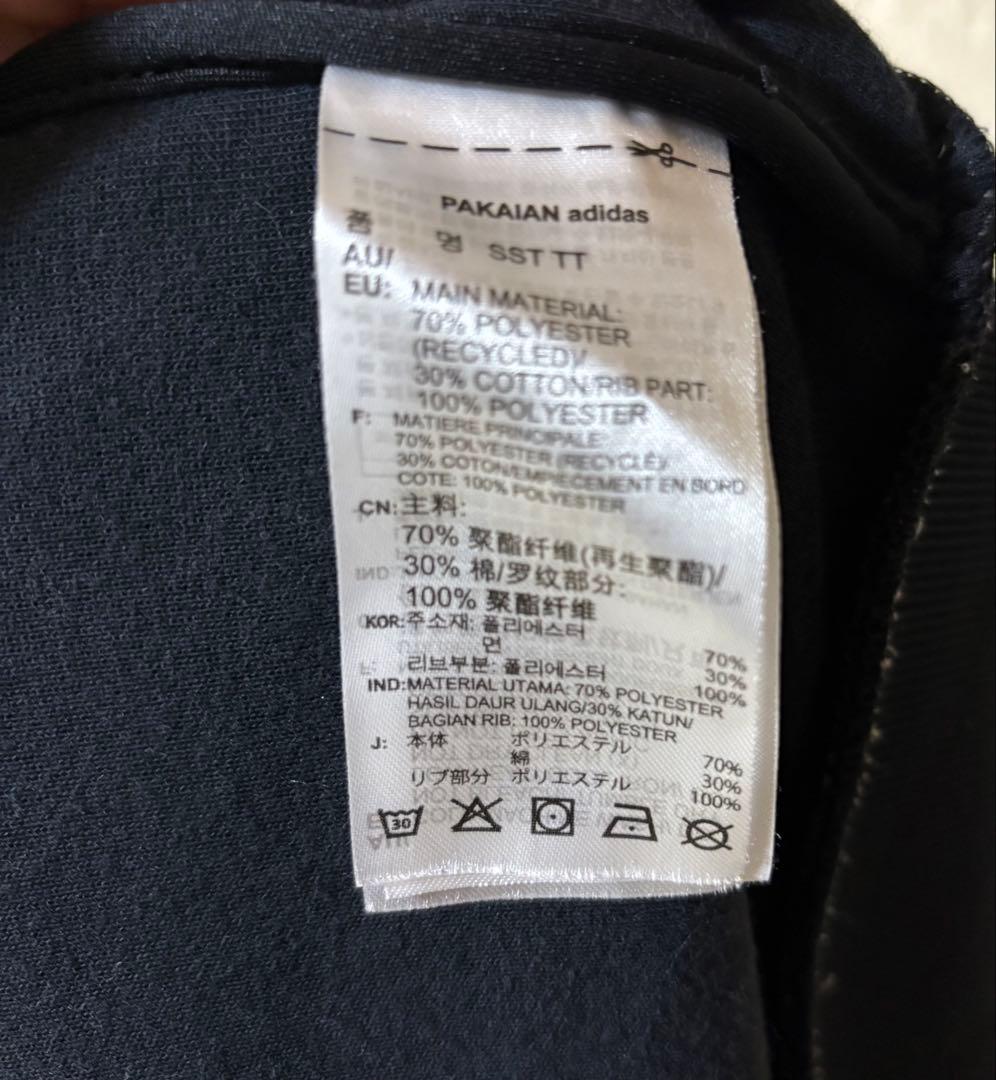 PAKAIAN adidas
품 명 SST TT
AU/
EU: MAIN MATERIAL:
70% POLYESTER
(RECYCLED)/
30% COTTON/RIB PART:
100% POLYESTER
F: MATIERE PRINCIPALE:
70% POLYESTER (RECYCLE)/
30% COTON/EMPIECEMENT EN BORD
COTE: 100% POLYESTER
CN: 主料:
70% 聚酯纤维(再生聚酯)/
30% 棉/罗纹部分:
100% 聚酯纤维
KOR: 주소재: 폴리에스터 70%
면 30%
리브부분: 폴리에스터 100%
IND: MATERIAL UTAMA: 70% POLYESTER
HASIL DAUR ULANG/30% KATUN/
BAGIAN RIB: 100% POLYESTER
J: 本体 ポリエステル 70%
綿 30%
リブ部分 ポリエステル 100%
30